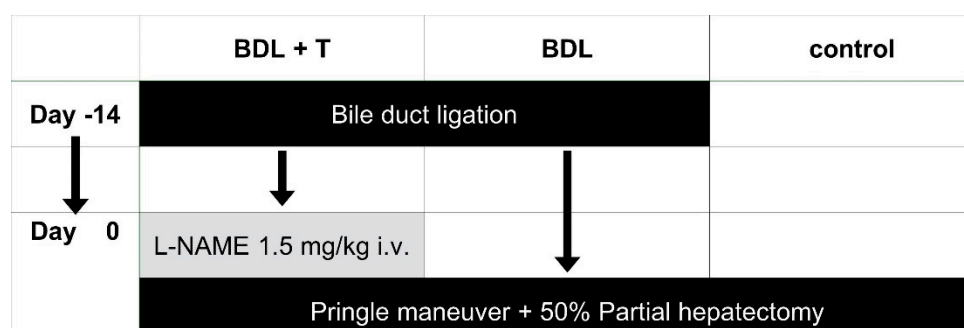 BDL + T BDL control
Day -14 Bile duct ligation
Day 0 L-NAME 1.5 mg/kg i.v.
Pringle maneuver + 50% Partial hepatectomy